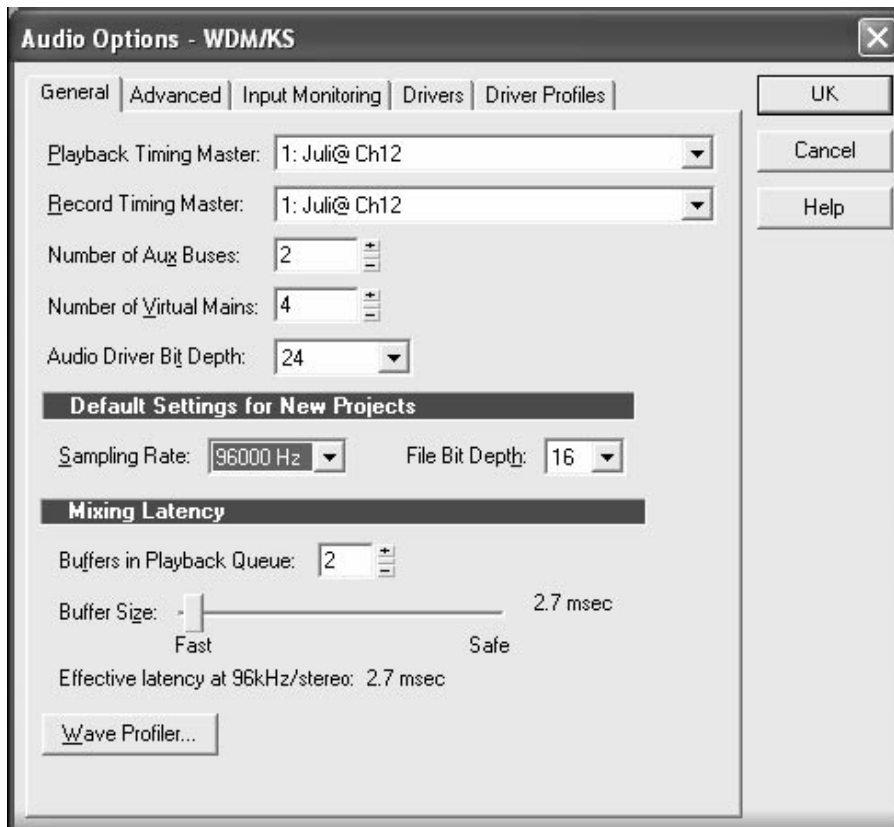 Audio Options - WDM/KS
General Advanced Input Monitoring Drivers Driver Profiles
UK
Cancel
Help
Playback Timing Master: 1: Juli@ Ch12
Record Timing Master: 1: Juli@ Ch12
Number of Aux Buses: 2
Number of Virtual Mains: 4
Audio Driver Bit Depth: 24
Default Settings for New Projects
Sampling Rate: 96000 Hz File Bit Depth: 16
Mixing Latency
Buffers in Playback Queue: 2
Buffer Size: 2.7 msec
Fast Safe
Effective latency at 96kHz/stereo: 2.7 msec
Wave Profiler...